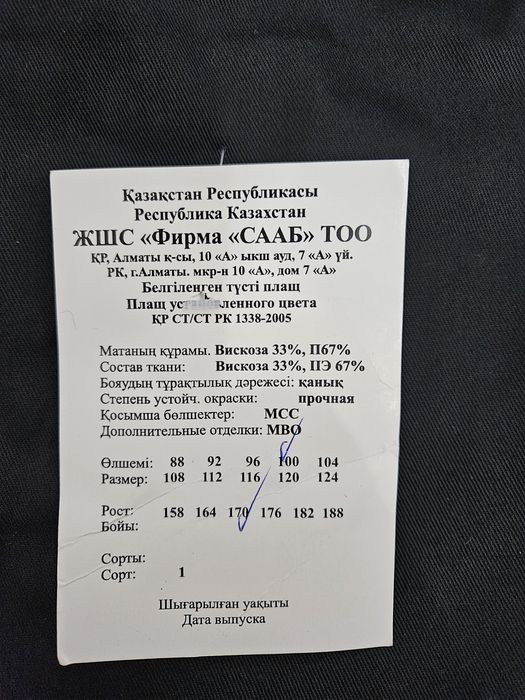 Қазақстан Республикасы
Республика Казахстан
ЖШС «Фирма «СААБ» ТОО
ҚР, Алматы қ-сы, 10 «А» ықш ауд, 7 «А» үй.
РК, г.Алматы. мкр-н 10 «А», дом 7 «А»
Белгіленген түсті плащ
Плащ установленного цвета
ҚР СТ/СТ РК 1338-2005
Матаның құрамы. Вискоза 33%, П67%
Состав ткани: Вискоза 33%, ПЭ 67%
Бояудың тұрақтылық дәрежесі: қанық
Степень устойч. окраски: прочная
Қосымша бөлшектер: МСС
Дополнительные отделки: МВО
Өлшемі: 88 92 96 100 104
Размер: 108 112 116 120 124
Рост: 158 164 170 176 182 188
Бойы:
Сорты:
Сорт: 1
Шығарылған уақыты
Дата выпуска